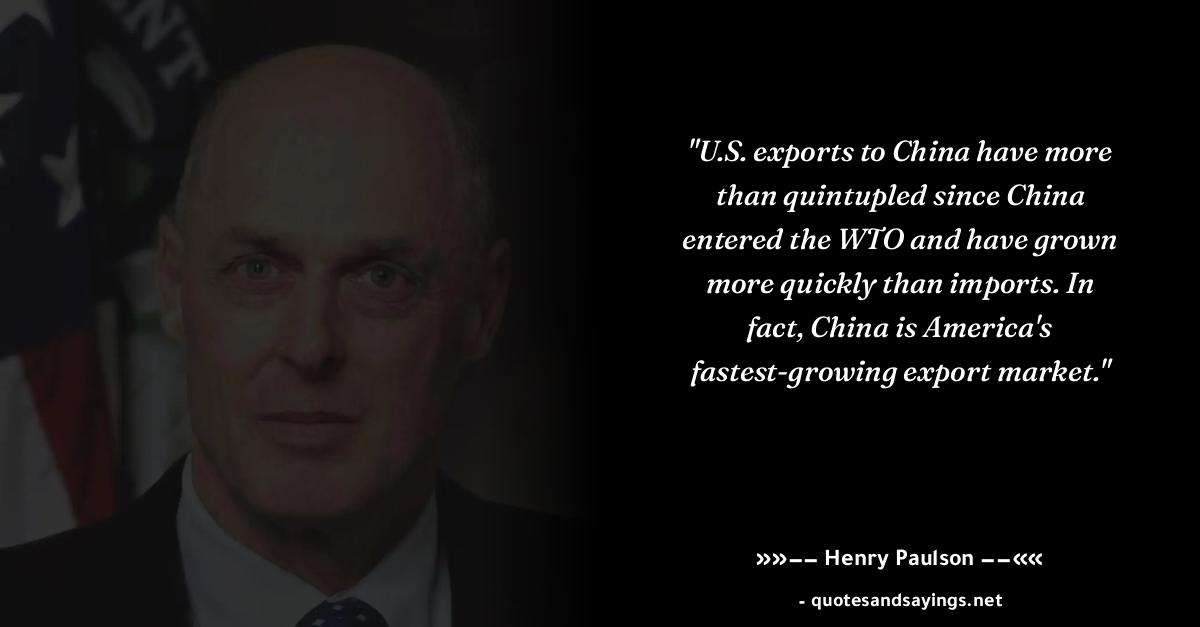 NT
"U.S. exports to China have more
than quintupled since China
entered the WTO and have grown
more quickly than imports. In
fact, China is America's
fastest-growing export market."
»»−− Henry Paulson −−««
- quotesandsayings.net